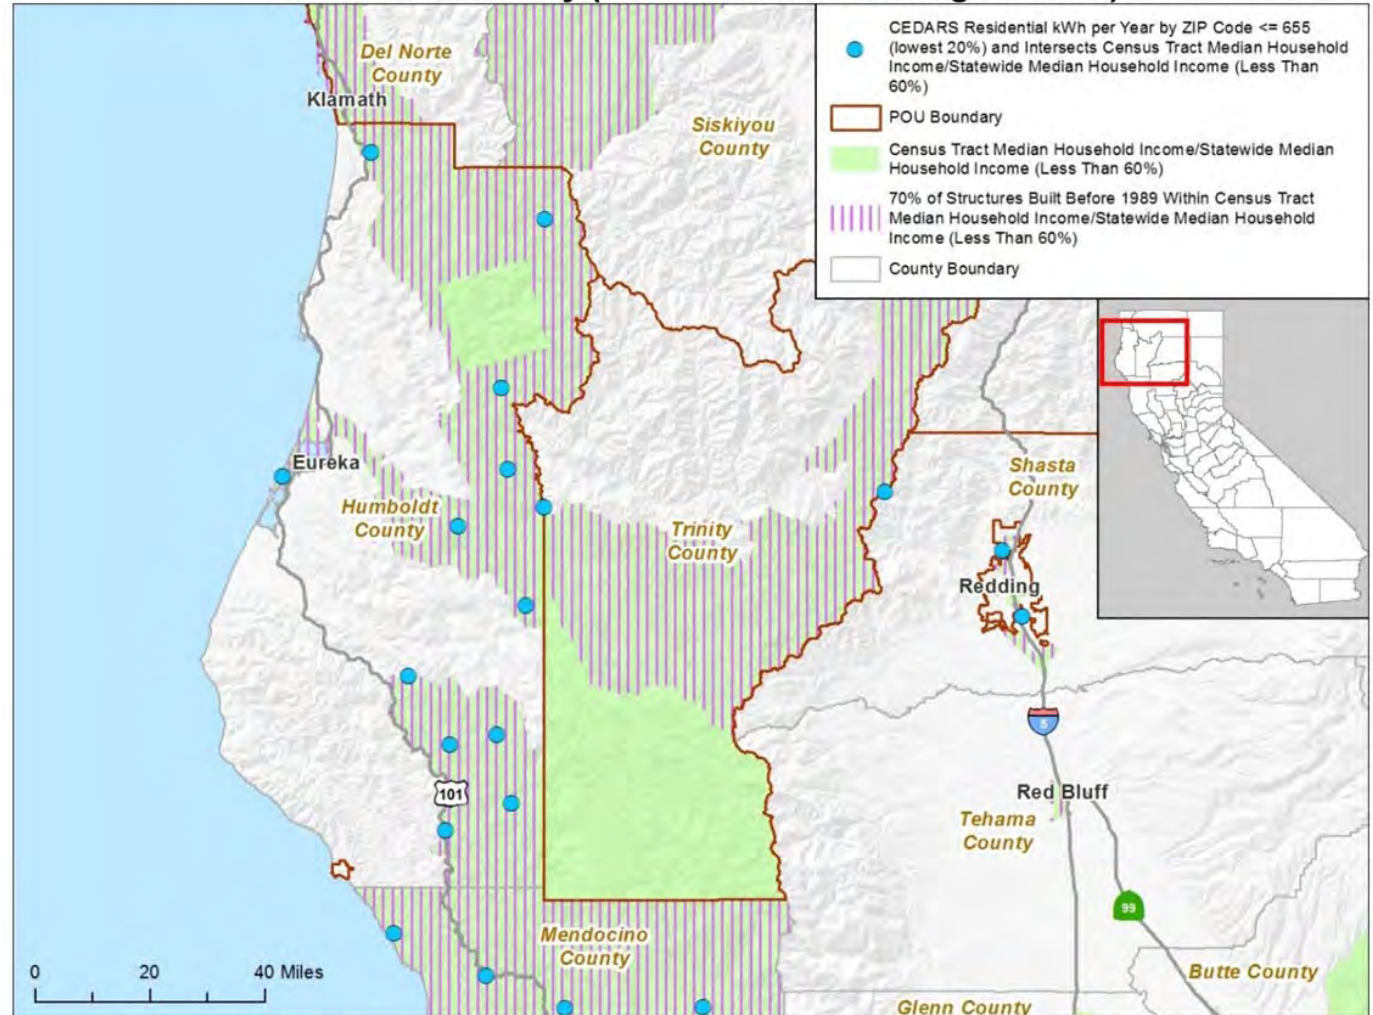 CEDARS Residential kWh per Year by ZIP Code <= 655
(lowest 20%) and Intersects Census Tract Median Household
Income/Statewide Median Household Income (Less Than
60%)
POU Boundary
Census Tract Median Household Income/Statewide Median
Household Income (Less Than 60%)
70% of Structures Built Before 1989 Within Census Tract
Median Household Income/Statewide Median Household
Income (Less Than 60%)
County Boundary
Del Norte
County
Klamath
Siskiyou
County
Eureka
Humboldt
County
Trinity
County
Shasta
County
Redding
5
101
Red Bluff
Tehama
County
99
Mendocino
County
Butte County
Glenn County
0 20 40 Miles